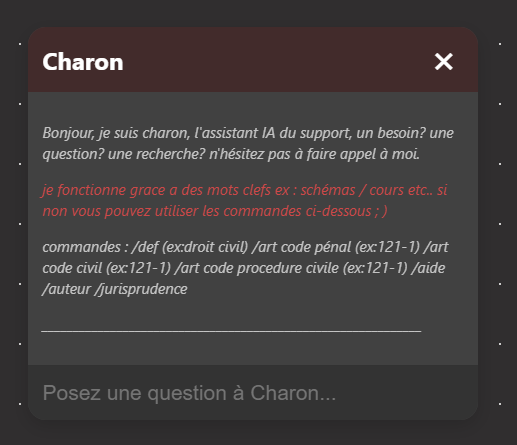 Charon
Bonjour, je suis charon, l'assistant IA du support, un besoin? une
question? une recherche? n'hésitez pas à faire appel à moi.
je fonctionne grace a des mots clefs ex : schémas / cours etc.. si
non vous pouvez utiliser les commandes ci-dessous ; )
commandes : /def (ex:droit civil) /art code pénal (ex:121-1) /art
code civil (ex:121-1) /art code procedure civile (ex:121-1) /aide
/auteur /jurisprudence
Posez une question à Charon...